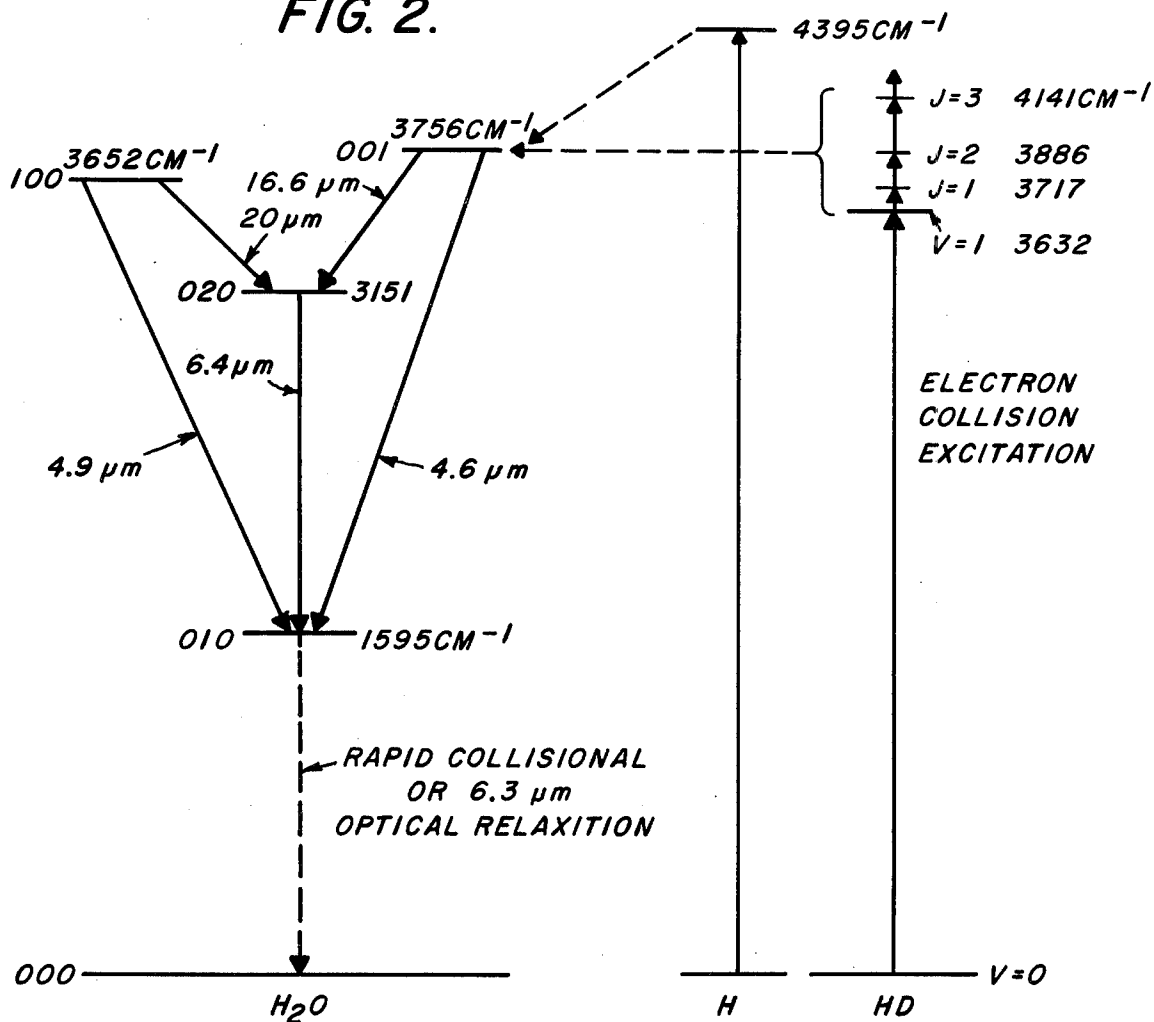 FIG. 2.
4395CM⁻¹
J=3 4141CM⁻¹
J=2 3886
J=1 3717
V=1 3632
3756CM⁻¹
001
3652CM⁻¹
100
16.6 μm
20 μm
020
3151
6.4 μm
4.9 μm
4.6 μm
ELECTRON
COLLISION
EXCITATION
010
1595CM⁻¹
RAPID COLLISIONAL
OR 6.3 μm
OPTICAL RELAXITION
000
V=0
H₂O
H
HD